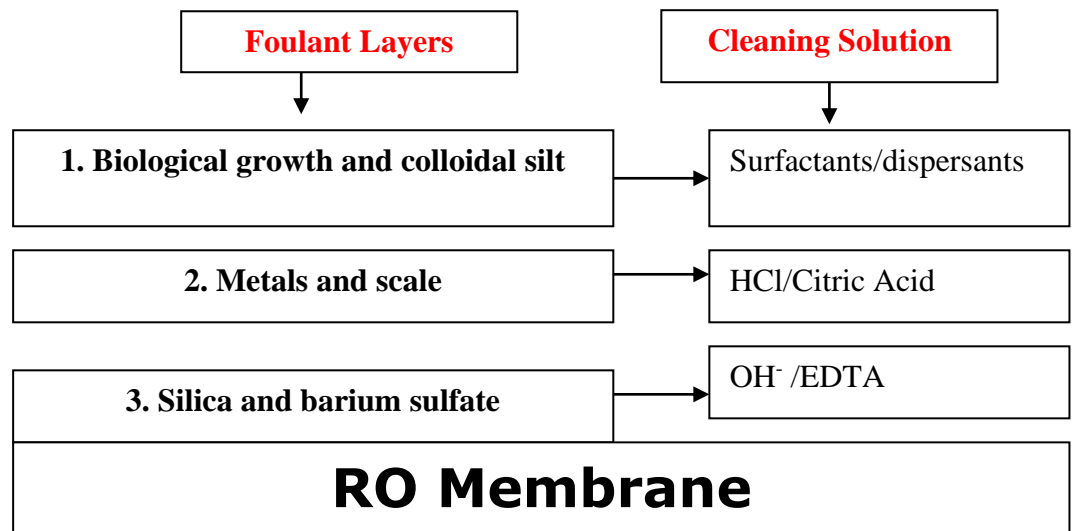 Foulant Layers
Cleaning Solution
1. Biological growth and colloidal silt
Surfactants/dispersants
2. Metals and scale
HCl/Citric Acid
3. Silica and barium sulfate
OH⁻ /EDTA
RO Membrane